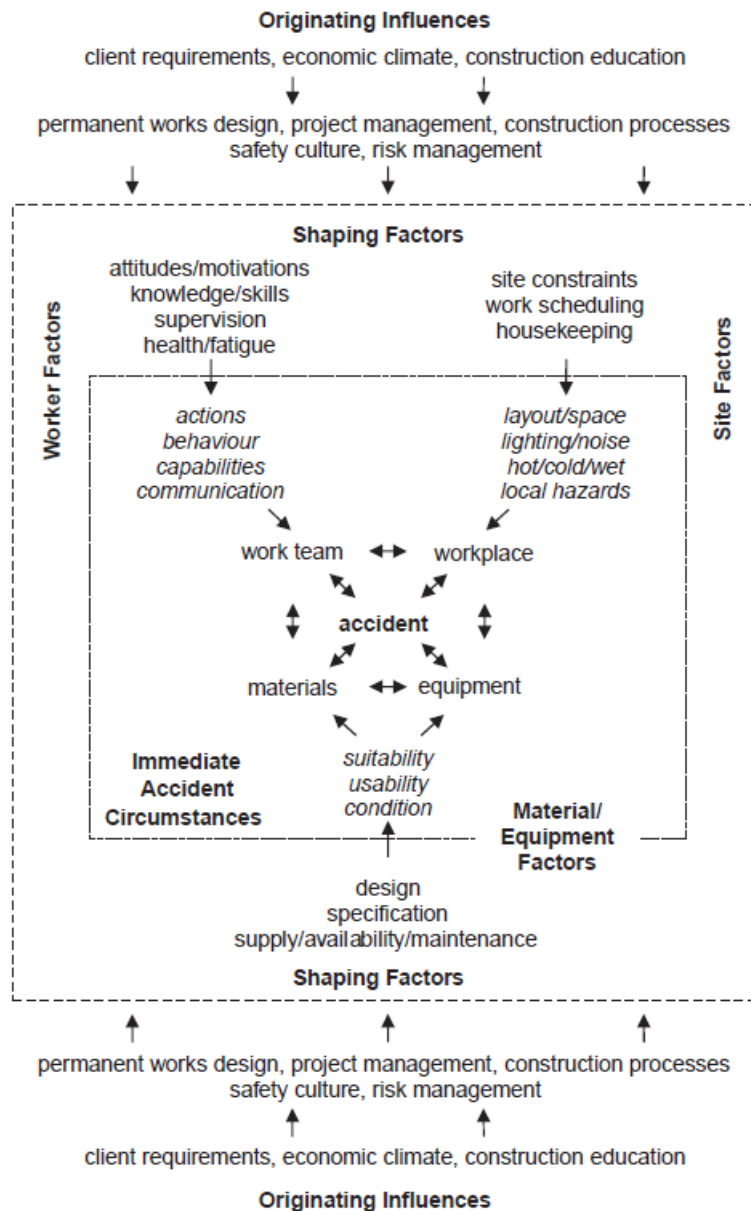 Originating Influences
client requirements, economic climate, construction education
permanent works design, project management, construction processes
safety culture, risk management
Shaping Factors
attitudes/motivations
knowledge/skills
supervision
health/fatigue
site constraints
work scheduling
housekeeping
Worker Factors
Site Factors
actions
behaviour
capabilities
communication
layout/space
lighting/noise
hot/cold/wet
local hazards
work team
workplace
accident
materials
equipment
suitability
usability
condition
Immediate
Accident
Circumstances
Material/
Equipment
Factors
design
specification
supply/availability/maintenance
Shaping Factors
permanent works design, project management, construction processes
safety culture, risk management
client requirements, economic climate, construction education
Originating Influences